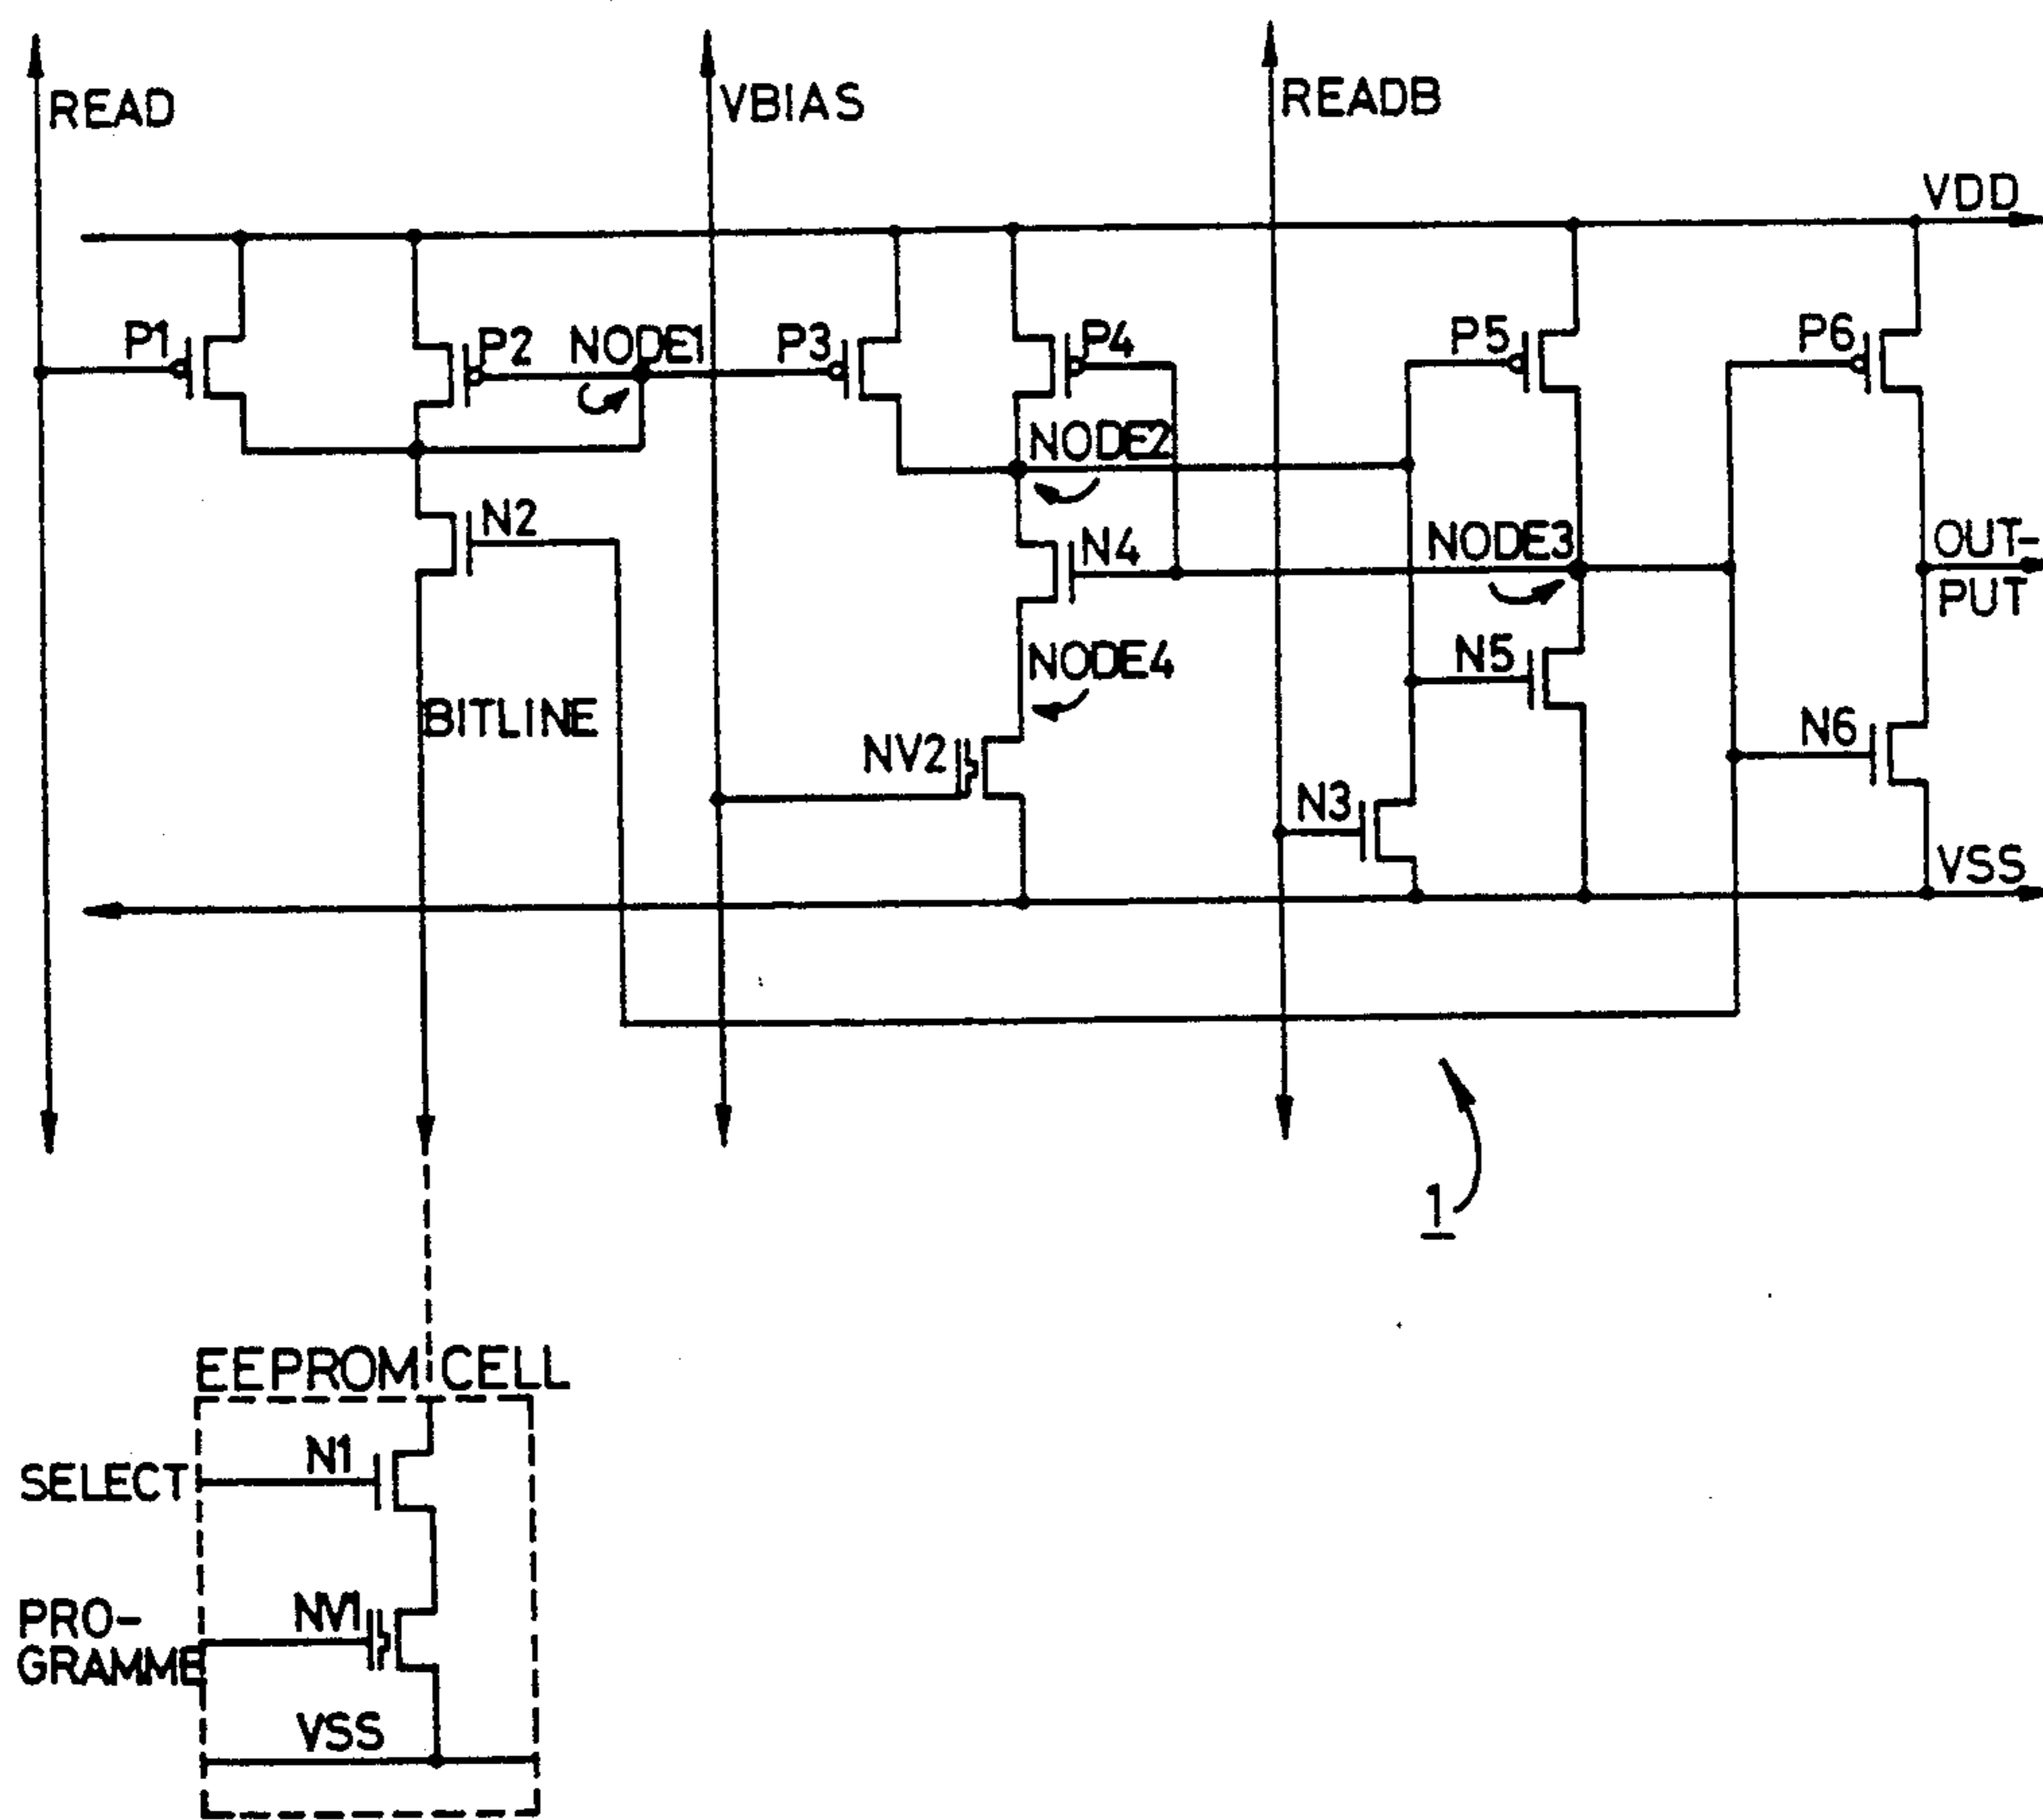 READ
VBIAS
READB
VDD
P1
P2
NODE1
P3
P4
P5
P6
NODE2
N2
N4
NODE3
OUT-
PUT
NODE4
N5
BITLINE
NV2
N3
N6
VSS
1
EEPROM CELL
SELECT
N1
PRO-
GRAMME
NV1
VSS